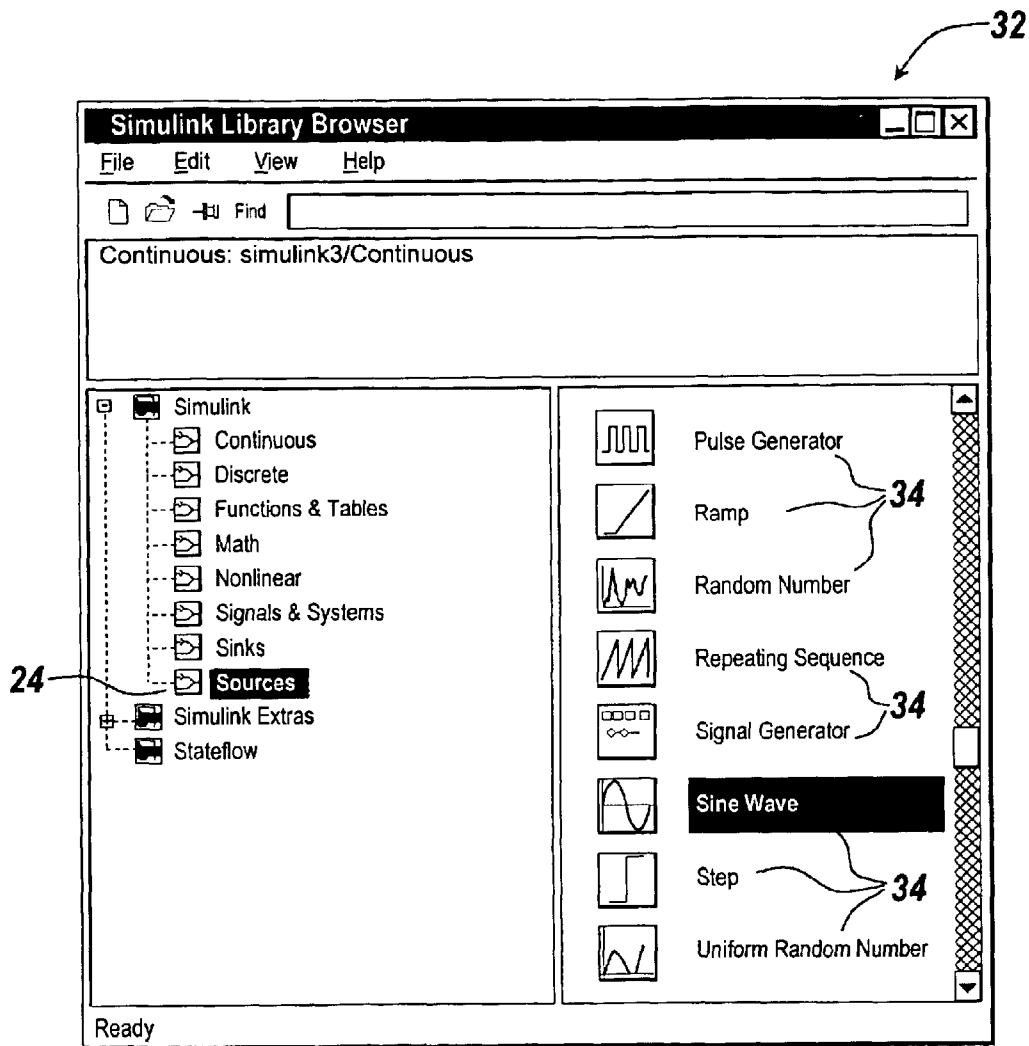 32
Simulink Library Browser
File Edit View Help
Find
Continuous: simulink3/Continuous
Simulink
Continuous
Discrete
Functions & Tables
Math
Nonlinear
Signals & Systems
Sinks
24
Sources
Simulink Extras
Stateflow
Pulse Generator
34
Ramp
Random Number
Repeating Sequence
34
Signal Generator
Sine Wave
Step
34
Uniform Random Number
Ready